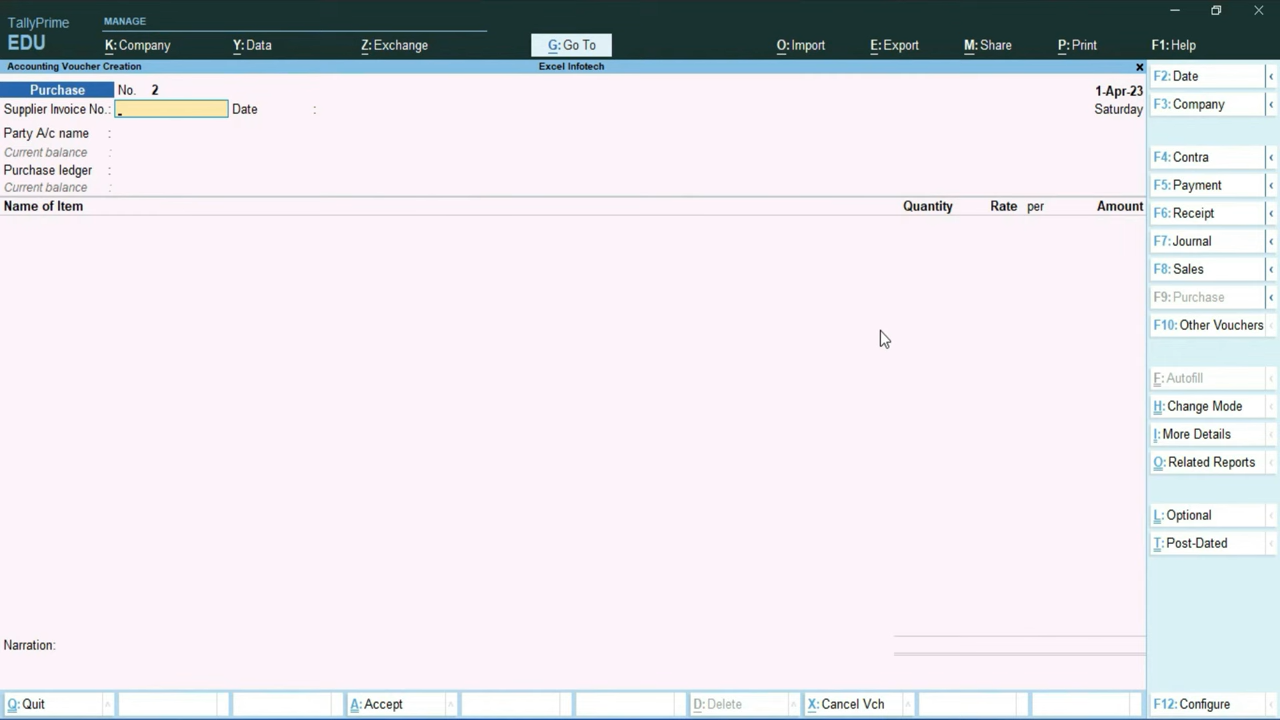 TallyPrime
EDU
MANAGE
K: Company
Y: Data
Z: Exchange
G: Go To
O: Import
E: Export
M: Share
P: Print
F1: Help
Accounting Voucher Creation
Excel Infotech
Purchase No. 2
1-Apr-23
Supplier Invoice No.: Date :
Saturday
Party A/c name :
Current balance :
Purchase ledger :
Current balance :
Name of Item Quantity Rate per Amount
Narration:
F2: Date
F3: Company
F4: Contra
F5: Payment
F6: Receipt
F7: Journal
F8: Sales
F9: Purchase
F10: Other Vouchers
F: Autofill
H: Change Mode
I: More Details
O: Related Reports
L: Optional
T: Post-Dated
Q: Quit
A: Accept
D: Delete
X: Cancel Vch
F12: Configure